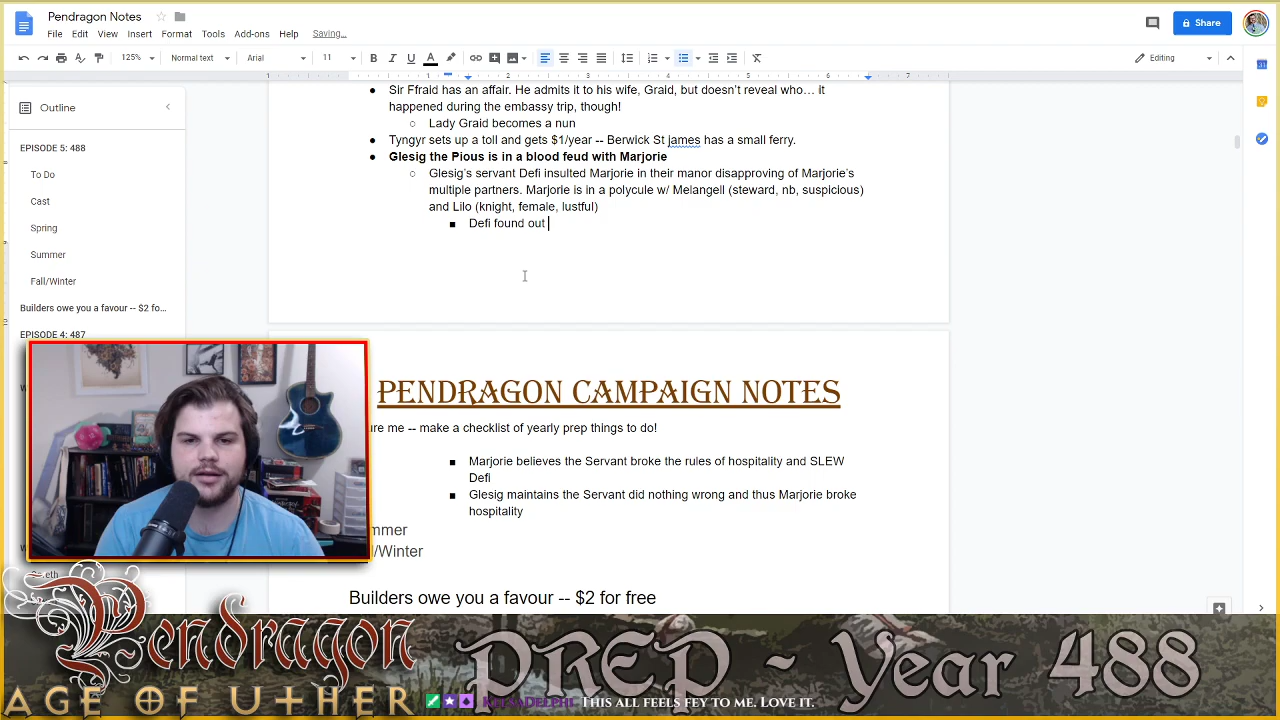 Pendragon Notes
File Edit View Insert Format Tools Add-ons Help Saving...
Share
125% Normal text Arial 11 B I U A Editing
1 1 2 3 4 5 6 7
Outline
EPISODE 5: 488
To Do
Cast
Spring
Summer
Fall/Winter
Builders owe you a favour -- $2 fo...
EPISODE 4: 487
Sir Ffraid has an affair. He admits it to his wife, Graid, but doesn't reveal who… it
happened during the embassy trip, though!
Lady Graid becomes a nun
Tyngyr sets up a toll and gets $1/year -- Berwick St james has a small ferry.
Glesig the Pious is in a blood feud with Marjorie
Glesig's servant Defi insulted Marjorie in their manor disapproving of Marjorie's
multiple partners. Marjorie is in a polycule w/ Melangell (steward, nb, suspicious)
and Lilo (knight, female, lustful)
Defi found out
PENDRAGON CAMPAIGN NOTES
ure me -- make a checklist of yearly prep things to do!
Marjorie believes the Servant broke the rules of hospitality and SLEW
Defi
Glesig maintains the Servant did nothing wrong and thus Marjorie broke
hospitality
mmer
l/Winter
Builders owe you a favour -- $2 for free
Pendragon
AGE OF UTHER
PREP - Year 488
This all feels fey to me. Love it.